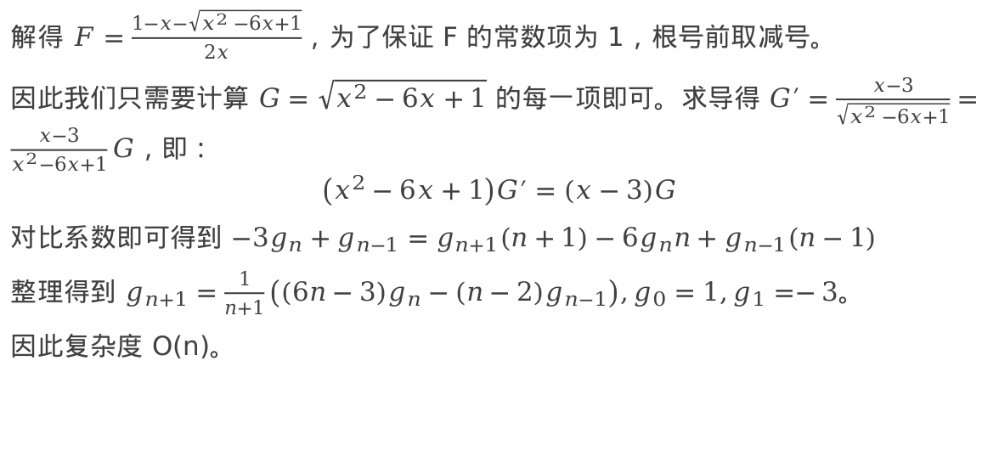 解得 F = \frac{1-x-\sqrt{x^2-6x+1}}{2x} , 为了保证 F 的常数项为 1 , 根号前取减号。
因此我们只需要计算 G = \sqrt{x^2-6x+1} 的每一项即可。求导得 G' = \frac{x-3}{\sqrt{x^2-6x+1}} =
\frac{x-3}{x^2-6x+1} G , 即 :
(x^2-6x+1)G' = (x-3)G
对比系数即可得到 -3g_n + g_{n-1} = g_{n+1}(n+1) - 6g_n n + g_{n-1}(n-1)
整理得到 g_{n+1} = \frac{1}{n+1}((6n-3)g_n - (n-2)g_{n-1}), g_0 = 1, g_1 =-3。
因此复杂度 O(n)。